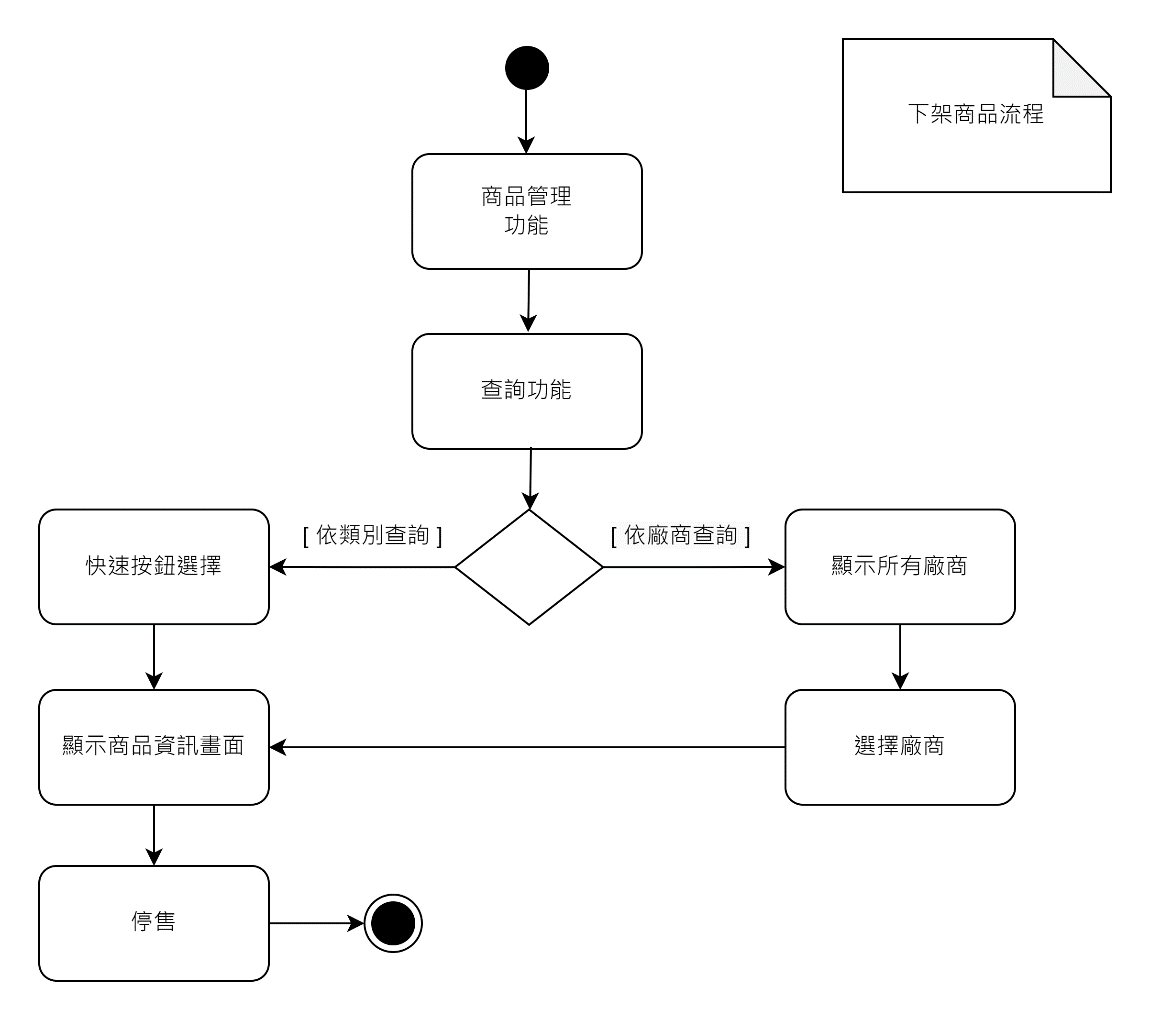 下架商品流程
商品管理
功能
查詢功能
[ 依類別查詢 ]
[ 依廠商查詢 ]
快速按鈕選擇
顯示所有廠商
顯示商品資訊畫面
選擇廠商
停售